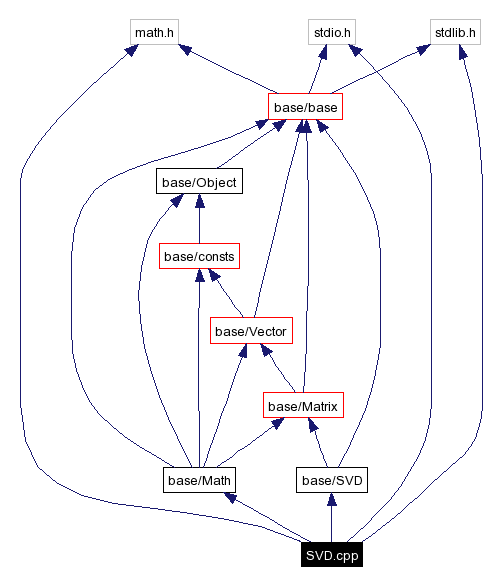 math.h
stdio.h
stdlib.h
base/base
base/Object
base/consts
base/Vector
base/Matrix
base/Math
base/SVD
SVD.cpp